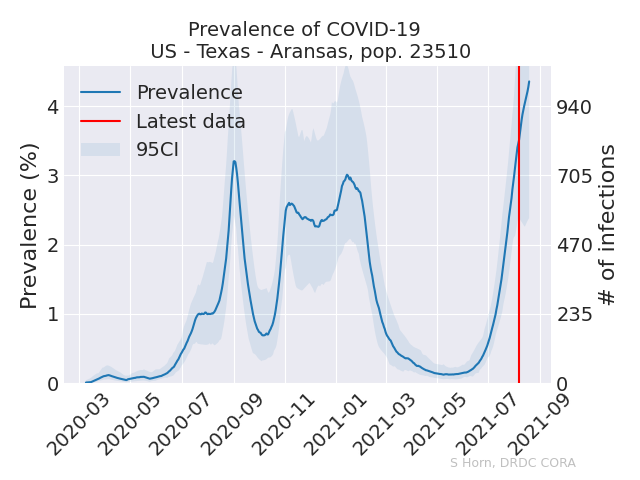 Prevalence of COVID-19
US - Texas - Aransas, pop. 23510
Prevalence
Latest data
95CI
Prevalence (%)
4
3
2
1
0
940
705
470
235
0
# of infections
2020-03
2020-05
2020-07
2020-09
2020-11
2021-01
2021-03
2021-05
2021-07
2021-09
S Horn, DRDC CORA